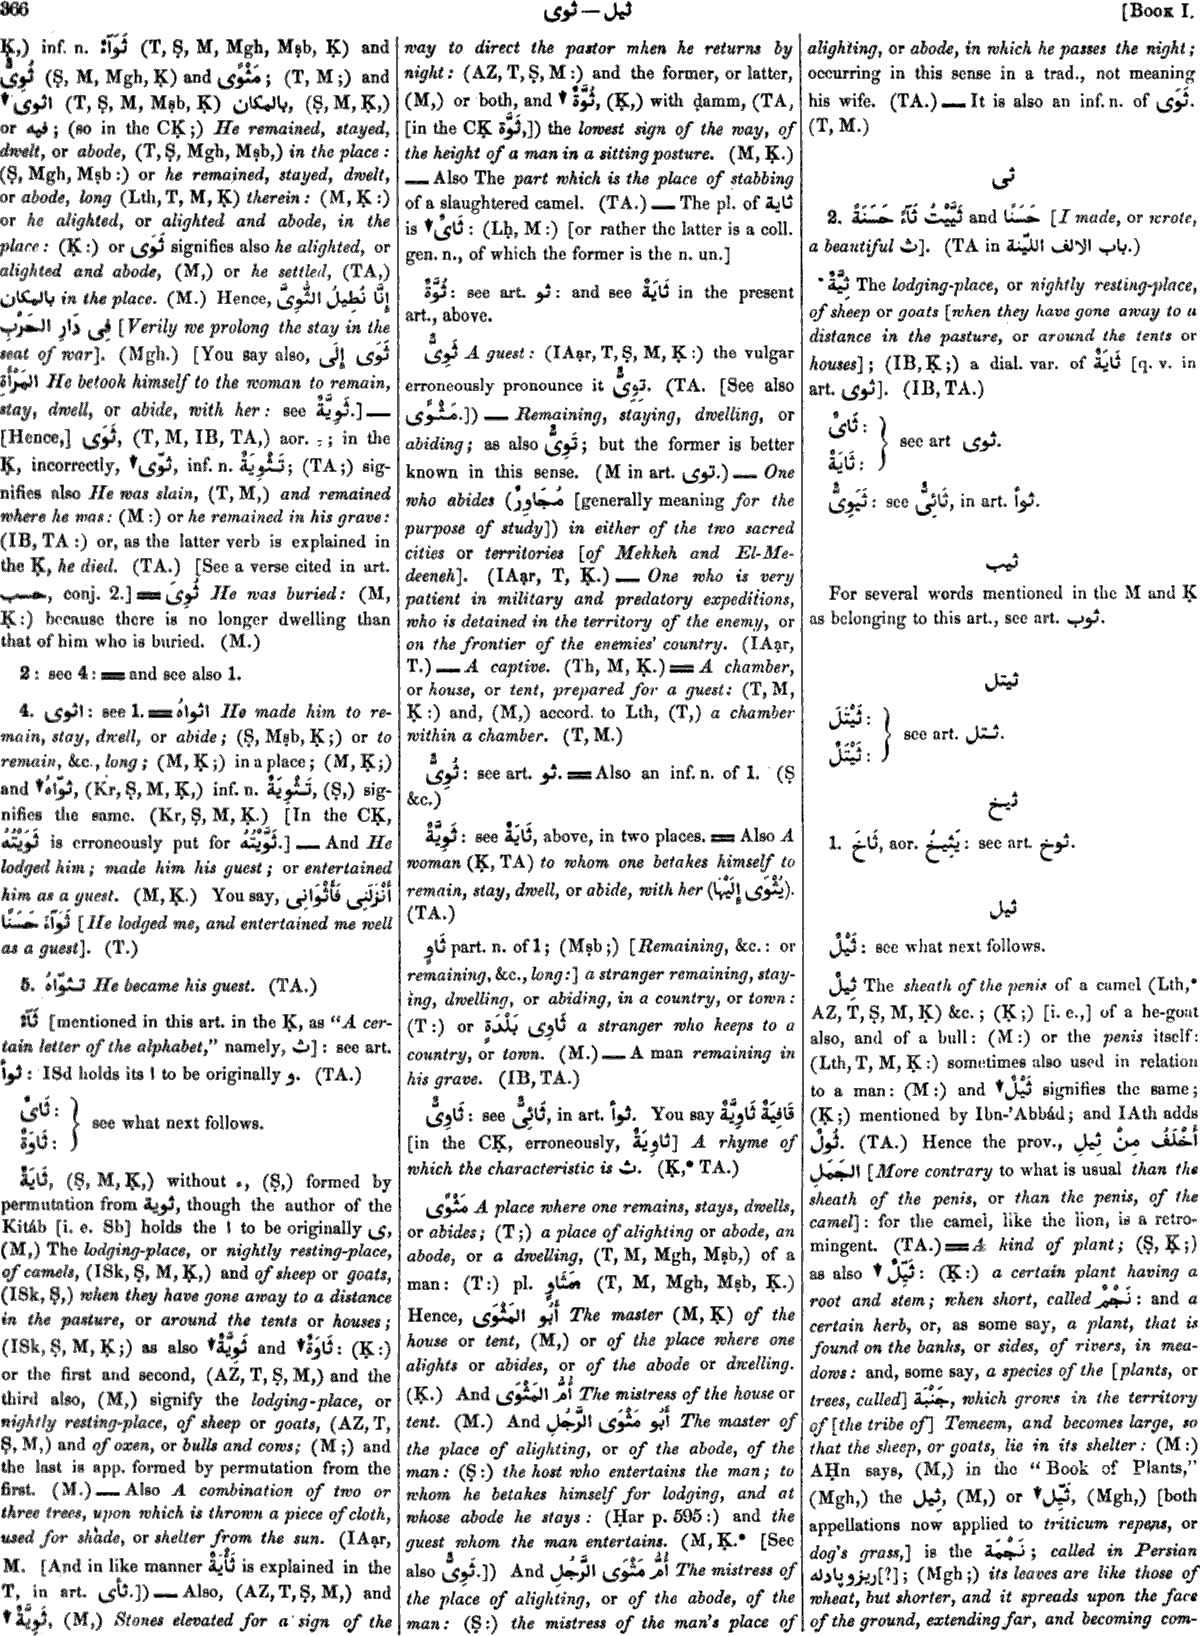 366
ثوى — ثيل
[Book I.
Ḳ,) inf. n. ثَوَآءٌ (T, Ṣ, M, Mgh, Mṣb, Ḳ) and
ثُوِىٌّ (Ṣ, M, Mgh, Ḳ) and مَثْوًى; (T, M;) and
▼ اثوى (T, Ṣ, M, Mṣb, Ḳ) بِالمَكَانِ, (Ṣ, M, Ḳ,)
or فِيهِ; (so in the CḲ;) He remained, stayed,
dwelt, or abode, (T, Ṣ, Mgh, Mṣb,) in the place:
(Ṣ, Mgh, Mṣb:) or he remained, stayed, dwelt,
or abode, long (Lth, T, M, Ḳ) therein: (M, Ḳ:)
or he alighted, or alighted and abode, in the
place: (Ḳ:) or ثَوَى signifies also he alighted, or
alighted and abode, (M,) or he settled, (TA,)
بِالمَكَانِ in the place. (M.) Hence, إِنَّا نُطِيلُ الثُّوِىَّ
فِى دَارِ الحَرْبِ [Verily we prolong the stay in the
seat of war]. (Mgh.) [You say also, ثَوَى إِلَى
المَرْأَةِ He betook himself to the woman to remain,
stay, dwell, or abide, with her: see ثَوِيَّةٌ.] —
[Hence,] ثَوَى, (T, M, IB, TA,) aor. ـِ; in the
Ḳ, incorrectly, ▼ ثوّى, inf. n. تَثْوِيَةٌ; (TA;) sig-
nifies also He was slain, (T, M,) and remained
where he was: (M:) or he remained in his grave:
(IB, TA:) or, as the latter verb is explained in
the Ḳ, he died. (TA.) [See a verse cited in art.
حسب, conj. 2.] ═ ثُوِىَ He was buried: (M,
Ḳ:) because there is no longer dwelling than
that of him who is buried. (M.)
2: see 4: ═ and see also 1.
4. اثوى: see 1. ═ اثواهُ He made him to re-
main, stay, dwell, or abide; (Ṣ, Mṣb, Ḳ;) or to
remain, &c., long; (M, Ḳ;) in a place; (M, Ḳ;)
and ▼ ثوّاهُ, (Kr, Ṣ, M, Ḳ,) inf. n. تَثْوِيَةٌ, (Ṣ,) sig-
nifies the same. (Kr, Ṣ, M, Ḳ.) [In the CḲ,
ثَوَيْتُهُ is erroneously put for ثَوَّيْتُهُ.] — And He
lodged him; made him his guest; or entertained
him as a guest. (M, Ḳ.) You say, أَنْزَلَنِى فَأَثْوَانِى
ثَوَآءً حَسَنًا [He lodged me, and entertained me well
as a guest]. (T.)
5. تثوّاهُ He became his guest. (TA.)
ثَآءٌ [mentioned in this art. in the Ḳ, as “A cer-
tain letter of the alphabet,” namely, ث]: see art.
ثوأ: ISd holds its ا to be originally و. (TA.)
ثَاىٌ:
ثَاوَةٌ:
see what next follows.
ثَايَةٌ, (Ṣ, M, Ḳ,) without ء, (Ṣ,) formed by
permutation from ثوية, though the author of the
Kitáb [i. e. Sb] holds the ا to be originally ى,
(M,) The lodging-place, or nightly resting-place,
of camels, (ISk, Ṣ, M, Ḳ,) and of sheep or goats,
(ISk, Ṣ,) when they have gone away to a distance
in the pasture, or around the tents or houses;
(ISk, Ṣ, M, Ḳ;) as also ▼ ثَوِيَّةٌ and ▼ ثَاوَةٌ: (Ḳ:)
or the first and second, (AZ, T, Ṣ, M,) and the
third also, (M,) signify the lodging-place, or
nightly resting-place, of sheep or goats, (AZ, T,
Ṣ, M,) and of oxen, or bulls and cows; (M;) and
the last is app. formed by permutation from the
first. (M.) — Also A combination of two or
three trees, upon which is thrown a piece of cloth,
used for shade, or shelter from the sun. (IAạr,
M. [And in like manner ثَأْيَةٌ is explained in the
T, in art. ثأى.]) — Also, (AZ, T, Ṣ, M,) and
▼ ثَوِيَّةٌ, (M,) Stones elevated for a sign of the
way to direct the pastor when he returns by
night: (AZ, T, Ṣ, M:) and the former, or latter,
(M,) or both, and ▼ ثُوَّةٌ, (Ḳ,) with ḍamm, (TA,
[in the CḲ ثَوَّة,]) the lowest sign of the way, of
the height of a man in a sitting posture. (M, Ḳ.)
— Also The part which is the place of stabbing
of a slaughtered camel. (TA.) — The pl. of ثاية
is ▼ ثَاىٌ: (Lḥ, M:) [or rather the latter is a coll.
gen. n., of which the former is the n. un.]
ثُوَّةٌ: see art. ثو: and see ثَايَةٌ in the present
art., above.
ثَوِىٌّ A guest: (IAạr, T, Ṣ, M, Ḳ:) the vulgar
erroneously pronounce it تَوِىّ. (TA. [See also
مَثْوًى.]) — Remaining, staying, dwelling, or
abiding; as also تَوِىٌّ; but the former is better
known in this sense. (M in art. توى.) — One
who abides (مُجَاوِرٌ [generally meaning for the
purpose of study]) in either of the two sacred
cities or territories [of Mekkeh and El-Me-
deeneh]. (IAạr, T, Ḳ.) — One who is very
patient in military and predatory expeditions,
who is detained in the territory of the enemy, or
on the frontier of the enemies' country. (IAạr,
T.) — A captive. (Th, M, Ḳ.) ═ A chamber,
or house, or tent, prepared for a guest: (T, M,
Ḳ:) and, (M,) accord. to Lth, (T,) a chamber
within a chamber. (T, M.)
ثُوِىٌّ: see art. ثو. ═ Also an inf. n. of 1. (Ṣ
&c.)
ثَوِيَّةٌ: see ثَايَةٌ, above, in two places. ═ Also A
woman (Ḳ, TA) to whom one betakes himself to
remain, stay, dwell, or abide, with her (يُثْوَى إِلَيْهَا).
(TA.)
ثَاوٍ part. n. of 1; (Mṣb;) [Remaining, &c.: or
remaining, &c., long:] a stranger remaining, stay-
ing, dwelling, or abiding, in a country, or town:
(T:) or ثَاوِى بَلْدَةٍ a stranger who keeps to a
country, or town. (M.) — A man remaining in
his grave. (IB, TA.)
ثَاوِىٌّ: see ثَائِىٌّ, in art. ثوأ. You say قَافِيَةٌ ثَاوِيَّةٌ
[in the CḲ, erroneously, ثَاوِيَةٌ] A rhyme of
which the characteristic is ث. (Ḳ,* TA.)
مَثْوًى A place where one remains, stays, dwells,
or abides; (T;) a place of alighting or abode, an
abode, or a dwelling, (T, M, Mgh, Mṣb,) of a
man: (T:) pl. مَثَاوٍ (T, M, Mgh, Mṣb, Ḳ.)
Hence, أَبُو المَثْوَى The master (M, Ḳ) of the
house or tent, (M,) or of the place where one
alights or abides, or of the abode or dwelling.
(Ḳ.) And أُمُّ المَثْوَى The mistress of the house or
tent. (M.) And أَبُو مَثْوَى الرَّجُلِ The master of
the place of alighting, or of the abode, of the
man: (Ṣ:) the host who entertains the man; to
whom he betakes himself for lodging, and at
whose abode he stays: (Ḥar p. 595:) and the
guest whom the man entertains. (M, Ḳ.* [See
also ثَوِىٌّ.]) And أُمُّ مَثْوَى الرَّجُلِ The mistress of
the place of alighting, or of the abode, of the
man: (Ṣ:) the mistress of the man's place of
alighting, or abode, in which he passes the night;
occurring in this sense in a trad., not meaning
his wife. (TA.) — It is also an inf. n. of ثَوَى.
(T, M.)
ثى
2. ثَيَّيْتُ ثَآءً حَسَنَةً and حَسَنًا [I made, or wrote,
a beautiful ث]. (TA in باب الالف اللينة.)
ثِيَّةٌ The lodging-place, or nightly resting-place,
of sheep or goats [when they have gone away to a
distance in the pasture, or around the tents or
houses]; (IB, Ḳ;) a dial. var. of ثَايَةٌ [q. v. in
art. ثوى]. (IB, TA.)
ثَاىٌ:
ثَايَةٌ:
see art ثوى.
ثَيَوِىٌّ: see ثَائِىٌّ, in art. ثوأ.
ثيب
For several words mentioned in the M and Ḳ
as belonging to this art., see art. ثوب.
ثيتل
ثَيْتَلَ:
ثَيْتَلٌ:
see art. ثتل.
ثيخ
1. ثَاخَ, aor. يَثِيخُ: see art. ثوخ.
ثيل
ثَيْلٌ: see what next follows.
ثِيلٌ The sheath of the penis of a camel (Lth,*
AZ, T, Ṣ, M, Ḳ) &c.; (Ḳ;) [i. e.,] of a he-goat
also, and of a bull: (M:) or the penis itself:
(Lth, T, M, Ḳ:) sometimes also used in relation
to a man: (M:) and ▼ ثَيْلٌ signifies the same;
(Ḳ;) mentioned by Ibn-'Abbád; and IAth adds
ثُولٌ. (TA.) Hence the prov., أَخْلَفُ مِنْ ثِيلِ
الجَمَلِ [More contrary to what is usual than the
sheath of the penis, or than the penis, of the
camel]: for the camel, like the lion, is a retro-
mingent. (TA.) ═ A kind of plant; (Ṣ, Ḳ;)
as also ▼ ثَيِّلٌ: (Ḳ:) a certain plant having a
root and stem; when short, called نَجْمٌ: and a
certain herb, or, as some say, a plant, that is
found on the banks, or sides, of rivers, in mea-
dows: and, some say, a species of the [plants, or
trees, called] جَنْبَة, which grows in the territory
of [the tribe of] Temeem, and becomes large, so
that the sheep, or goats, lie in its shelter: (M:)
AḤn says, (M,) in the “Book of Plants,”
(Mgh,) the ثيل, (M,) or ▼ ثَيِّل, (Mgh,) [both
appellations now applied to triticum repens, or
dog's grass,] is the نَجْمَة; called in Persian
ريزوبادله[?]; (Mgh;) its leaves are like those of
wheat, but shorter, and it spreads upon the face
of the ground, extending far, and becoming com-